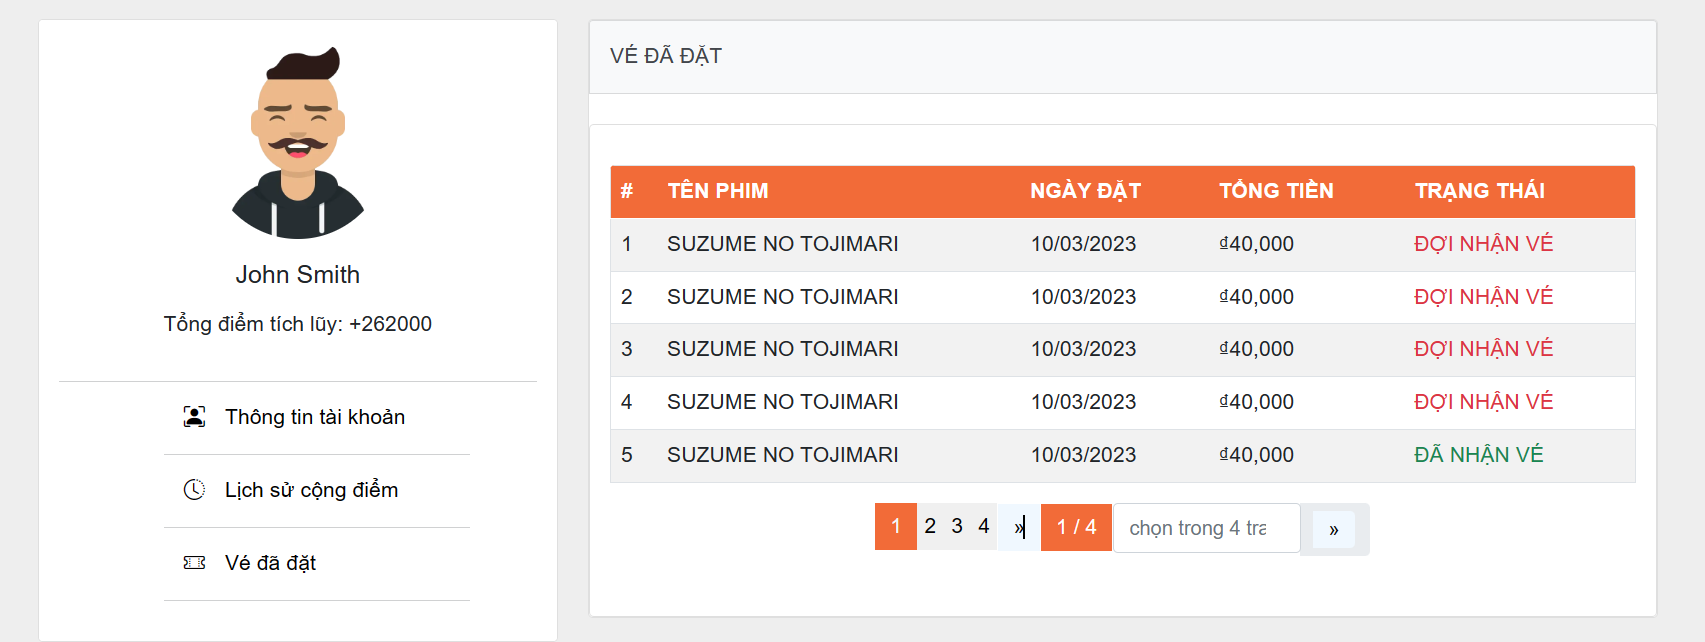 John Smith
Tổng điểm tích lũy: +262000
Thông tin tài khoản
Lịch sử cộng điểm
Vé đã đặt
VÉ ĐÃ ĐẶT
# TÊN PHIM NGÀY ĐẶT TỔNG TIỀN TRẠNG THÁI
1 SUZUME NO TOJIMARI 10/03/2023 ₫40,000 ĐỢI NHẬN VÉ
2 SUZUME NO TOJIMARI 10/03/2023 ₫40,000 ĐỢI NHẬN VÉ
3 SUZUME NO TOJIMARI 10/03/2023 ₫40,000 ĐỢI NHẬN VÉ
4 SUZUME NO TOJIMARI 10/03/2023 ₫40,000 ĐỢI NHẬN VÉ
5 SUZUME NO TOJIMARI 10/03/2023 ₫40,000 ĐÃ NHẬN VÉ
1 2 3 4 » 1 / 4 chọn trong 4 tra »